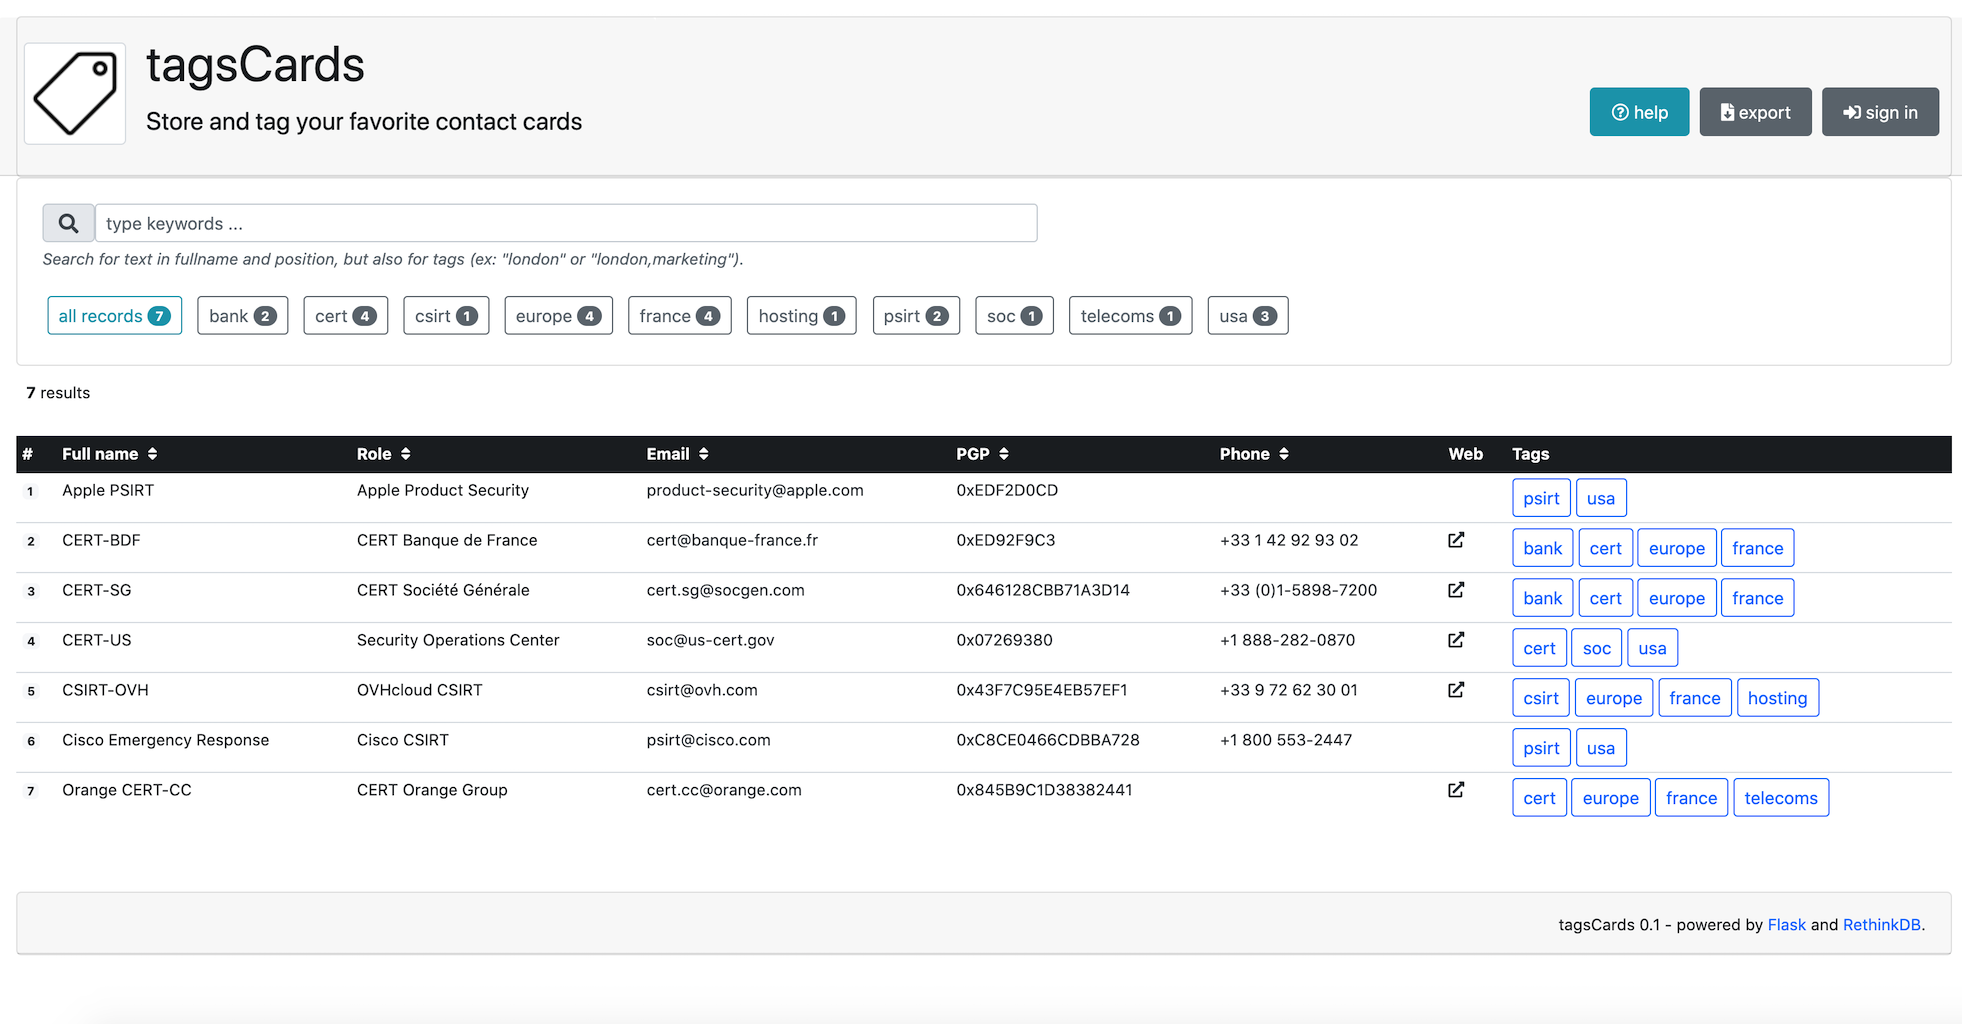 tagsCards
Store and tag your favorite contact cards
help export sign in
type keywords ...
Search for text in fullname and position, but also for tags (ex: "london" or "london,marketing").
all records 7 bank 2 cert 4 csirt 1 europe 4 france 4 hosting 1 psirt 2 soc 1 telecoms 1 usa 3
7 results
# Full name Role Email PGP Phone Web Tags
1 Apple PSIRT Apple Product Security product-security@apple.com 0xEDF2D0CD psirt usa
2 CERT-BDF CERT Banque de France cert@banque-france.fr 0xED92F9C3 +33 1 42 92 93 02 bank cert europe france
3 CERT-SG CERT Société Générale cert.sg@socgen.com 0x646128CBB71A3D14 +33 (0)1-5898-7200 bank cert europe france
4 CERT-US Security Operations Center soc@us-cert.gov 0x07269380 +1 888-282-0870 cert soc usa
5 CSIRT-OVH OVHcloud CSIRT csirt@ovh.com 0x43F7C95E4EB57EF1 +33 9 72 62 30 01 csirt europe france hosting
6 Cisco Emergency Response Cisco CSIRT psirt@cisco.com 0xC8CE0466CDBBA728 +1 800 553-2447 psirt usa
7 Orange CERT-CC CERT Orange Group cert.cc@orange.com 0x845B9C1D38382441 cert europe france telecoms
tagsCards 0.1 - powered by Flask and RethinkDB.